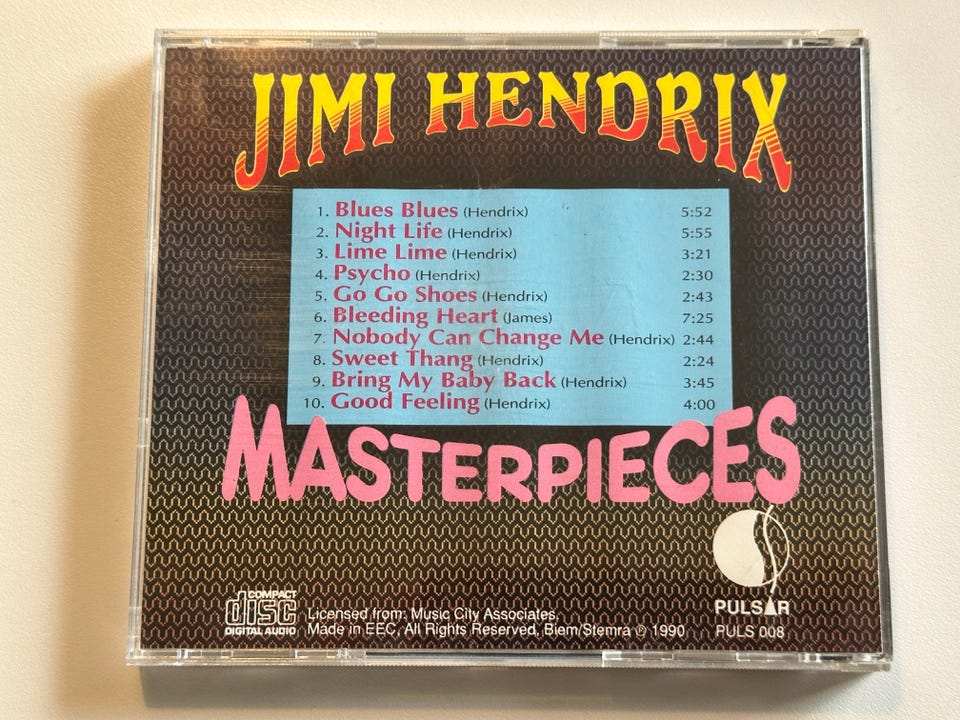 JIMI HENDRIX
1. Blues Blues (Hendrix) 5:52
2. Night Life (Hendrix) 5:55
3. Lime Lime (Hendrix) 3:21
4. Psycho (Hendrix) 2:30
5. Go Go Shoes (Hendrix) 2:43
6. Bleeding Heart (James) 7:25
7. Nobody Can Change Me (Hendrix) 2:44
8. Sweet Thang (Hendrix) 2:24
9. Bring My Baby Back (Hendrix) 3:45
10. Good Feeling (Hendrix) 4:00
MASTERPIECES
COMPACT
disc
DIGITAL AUDIO
Licensed from: Music City Associates,
Made in EEC, All Rights Reserved, Biem/Stemra ℗ 1990
PULSAR
PULS 008